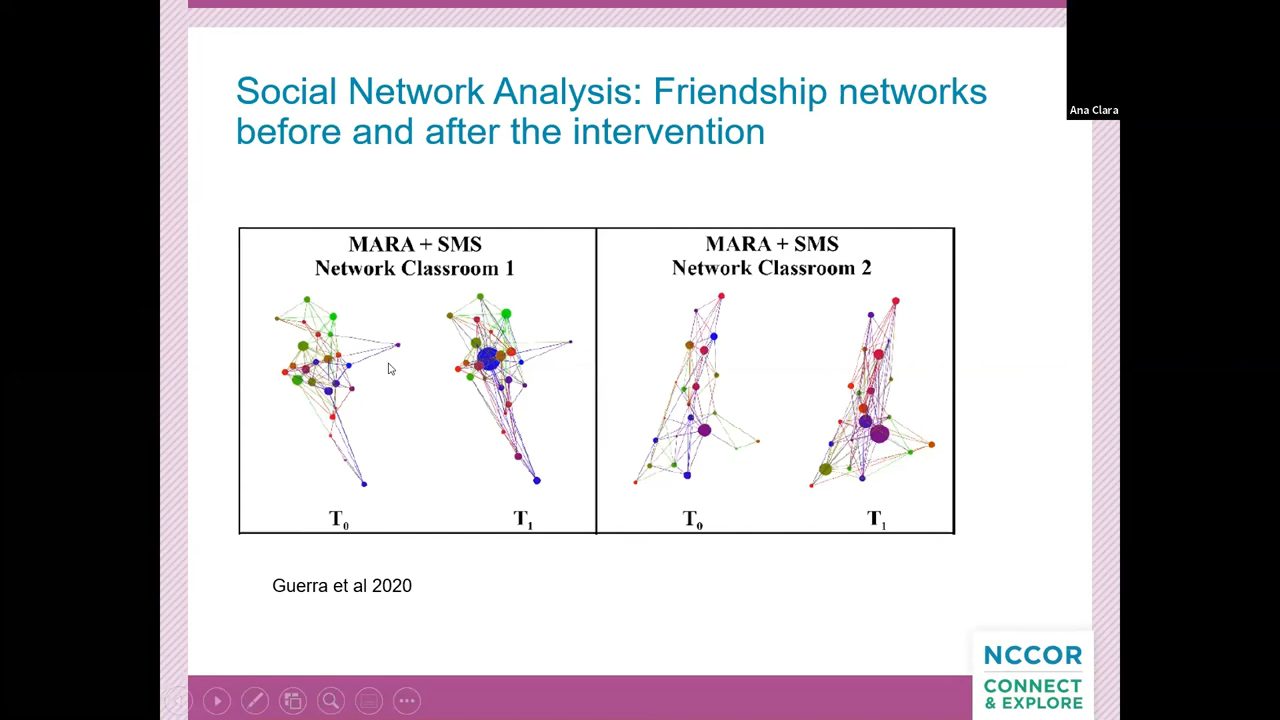 Social Network Analysis: Friendship networks
before and after the intervention
Ana Clara
MARA + SMS
Network Classroom 1
T0
T1
MARA + SMS
Network Classroom 2
T0
T1
Guerra et al 2020
NCCOR
CONNECT
& EXPLORE